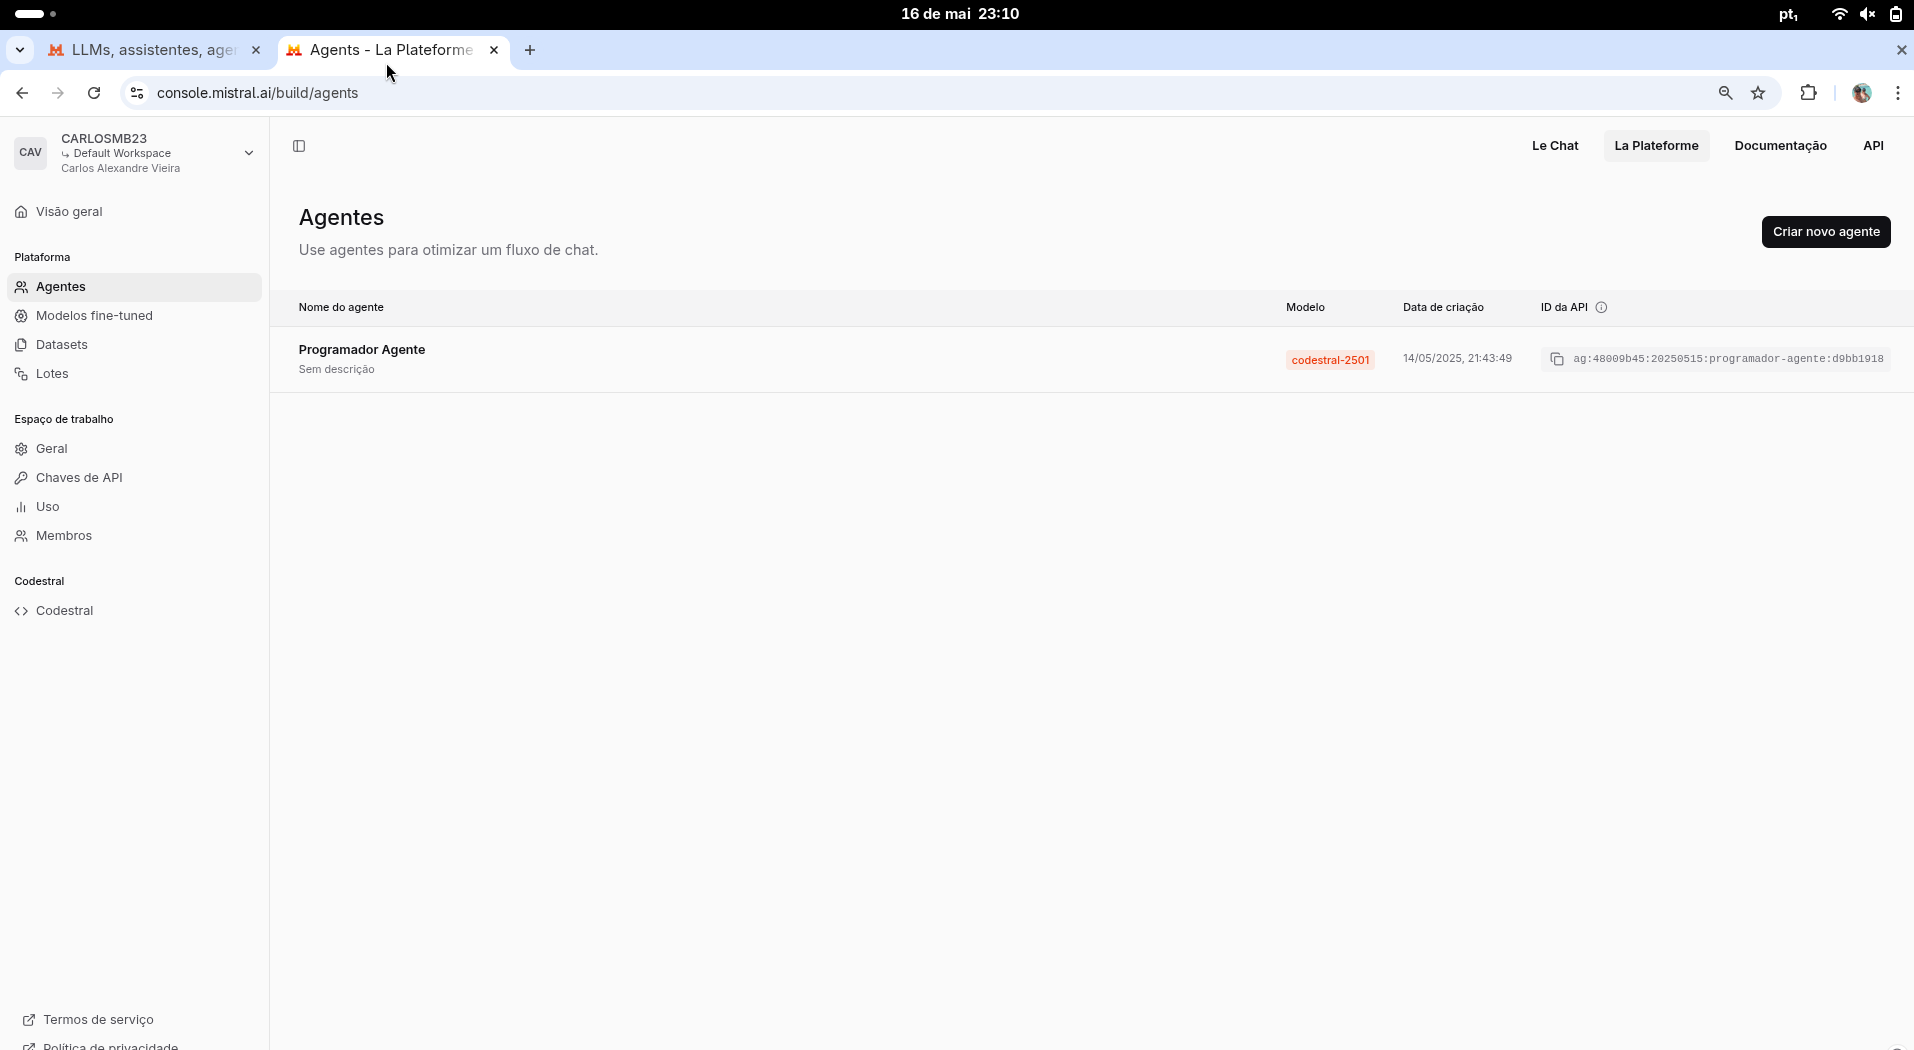 16 de mai 23:10
pt₁
LLMs, assistentes, agen
Agents - La Plateforme
console.mistral.ai/build/agents
CAV
CARLOSMB23
Default Workspace
Carlos Alexandre Vieira
Le Chat
La Plateforme
Documentação
API
Visão geral
Plataforma
Agentes
Modelos fine-tuned
Datasets
Lotes
Espaço de trabalho
Geral
Chaves de API
Uso
Membros
Codestral
Codestral
Termos de serviço
Política de privacidade
Agentes
Use agentes para otimizar um fluxo de chat.
Criar novo agente
Nome do agente
Modelo
Data de criação
ID da API
Programador Agente
Sem descrição
codestral-2501
14/05/2025, 21:43:49
ag:48009b45:20250515:programador-agente:d9bb1918